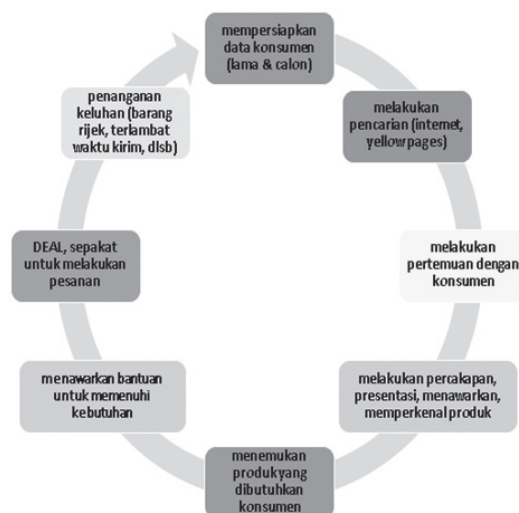 mempersiapkan
data konsumen
(lama & calon)
melakukan
pencarian (internet,
yellow pages)
melakukan
pertemuan dengan
konsumen
melakukan percakapan,
presentasi, menawarkan,
memperkenal produk
menemukan
produk yang
dibutuhkan
konsumen
menawarkan bantuan
untuk memenuhi
kebutuhan
DEAL, sepakat
untuk melakukan
pesanan
penanganan
keluhan (barang
rijek, terlambat
waktu kirim, dlsb)